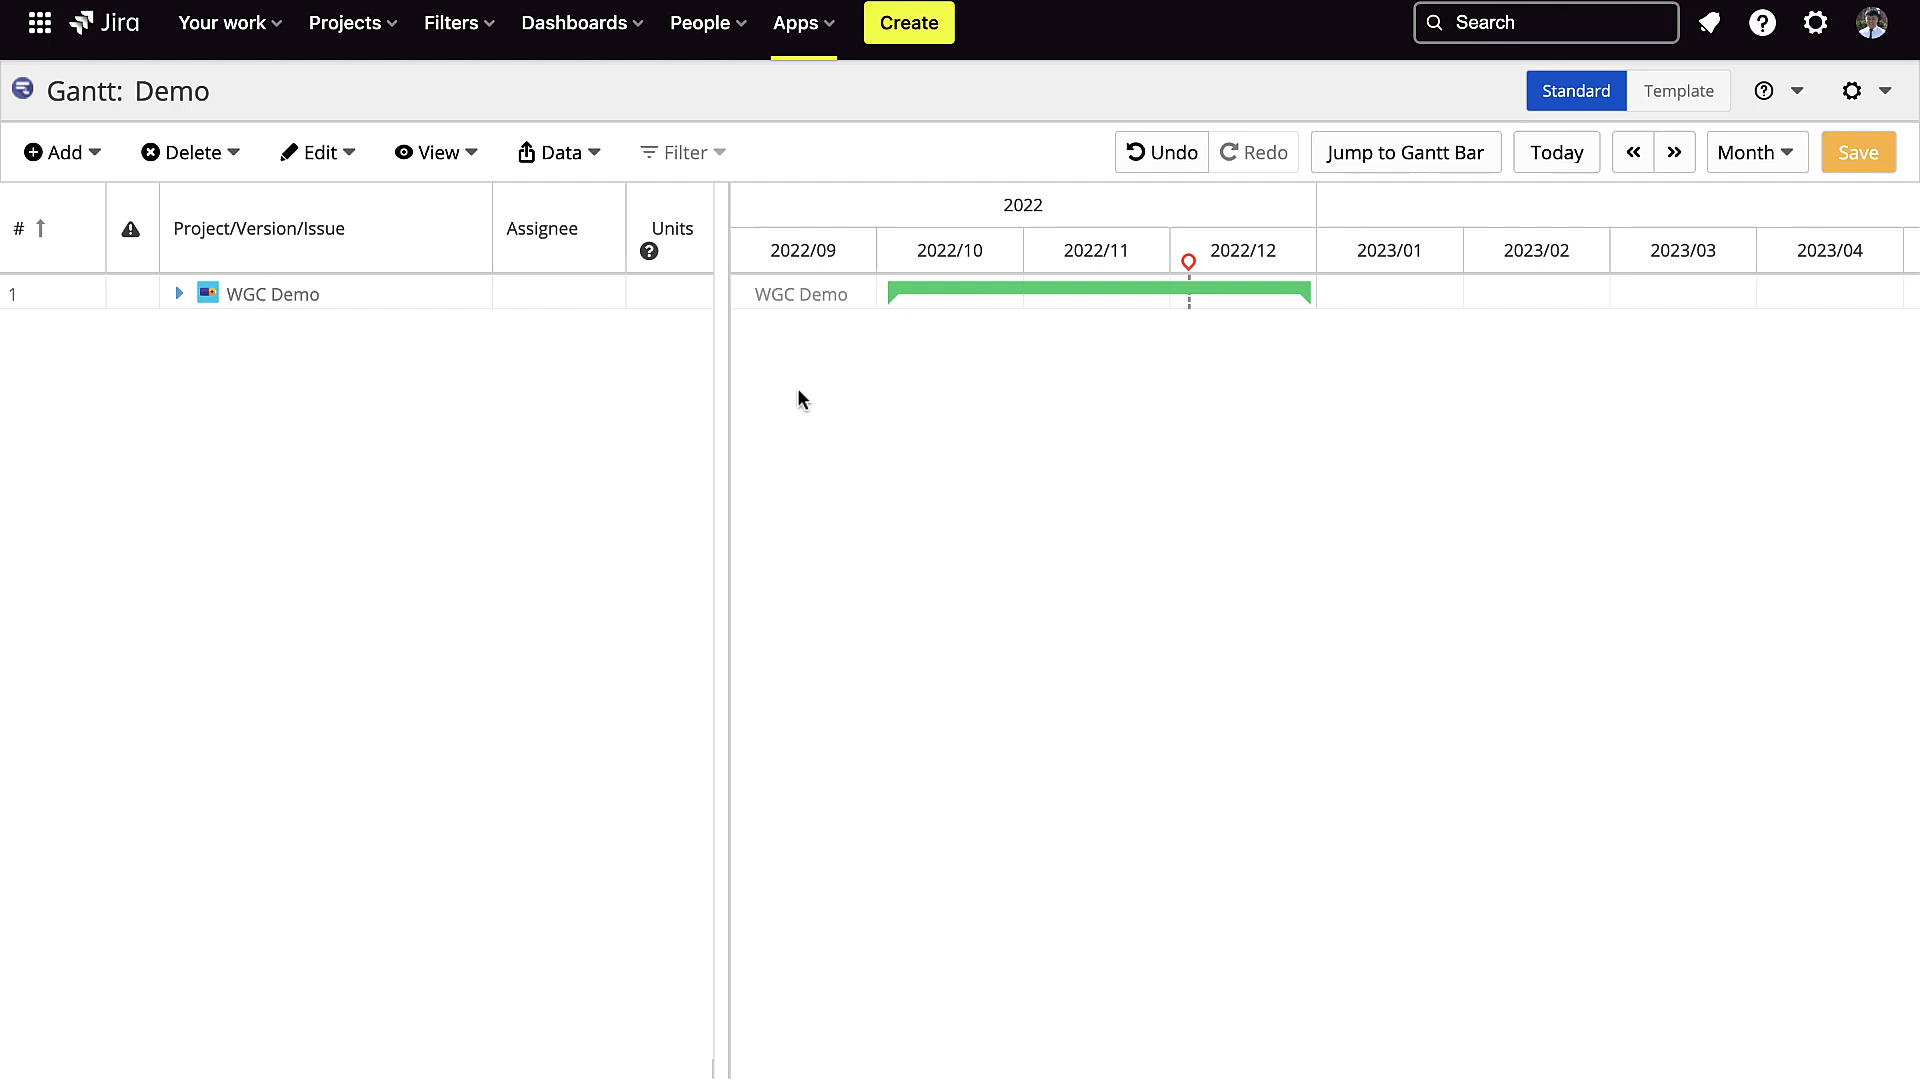 Jira Your work Projects Filters Dashboards People Apps Create Search
Gantt: Demo Standard Template
Add Delete Edit View Data Filter Undo Redo Jump to Gantt Bar Today « » Month Save
# Project/Version/Issue Assignee Units
2022
2022/09 2022/10 2022/11 2022/12 2023/01 2023/02 2023/03 2023/04
1 WGC Demo WGC Demo